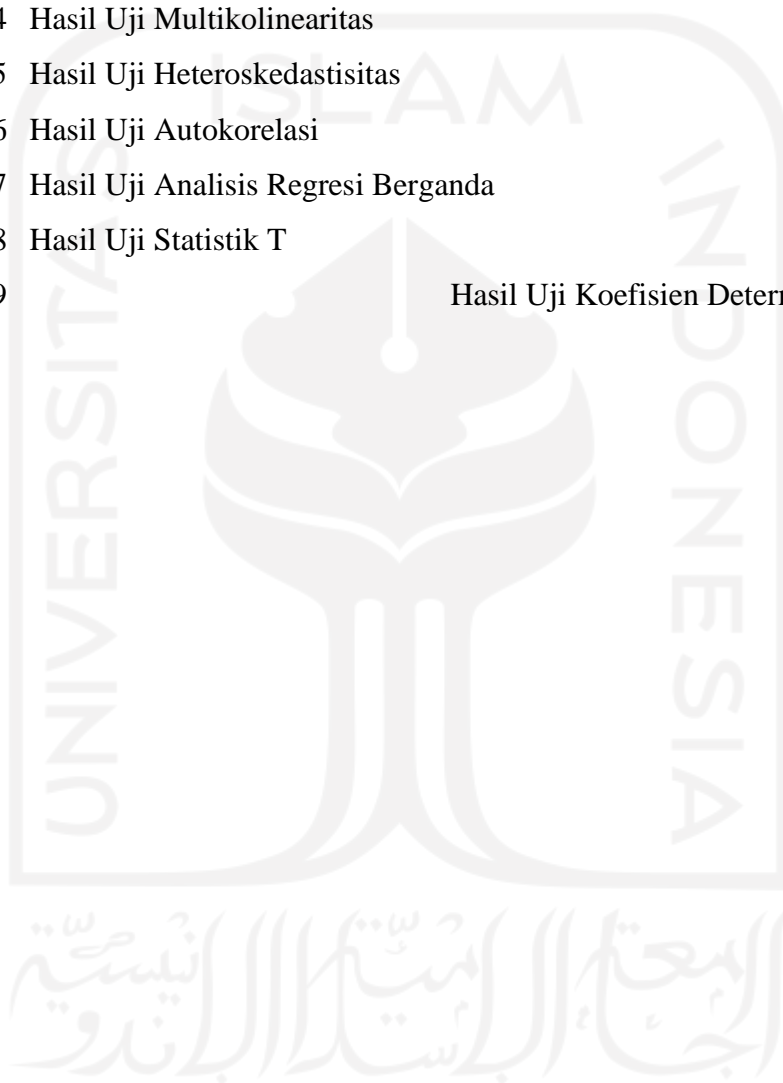 4 Hasil Uji Multikolinearitas
5 Hasil Uji Heteroskedastisitas
6 Hasil Uji Autokorelasi
7 Hasil Uji Analisis Regresi Berganda
8 Hasil Uji Statistik T
9 Hasil Uji Koefisien
ISLAM
UNIVERSITAS
INDONESIA